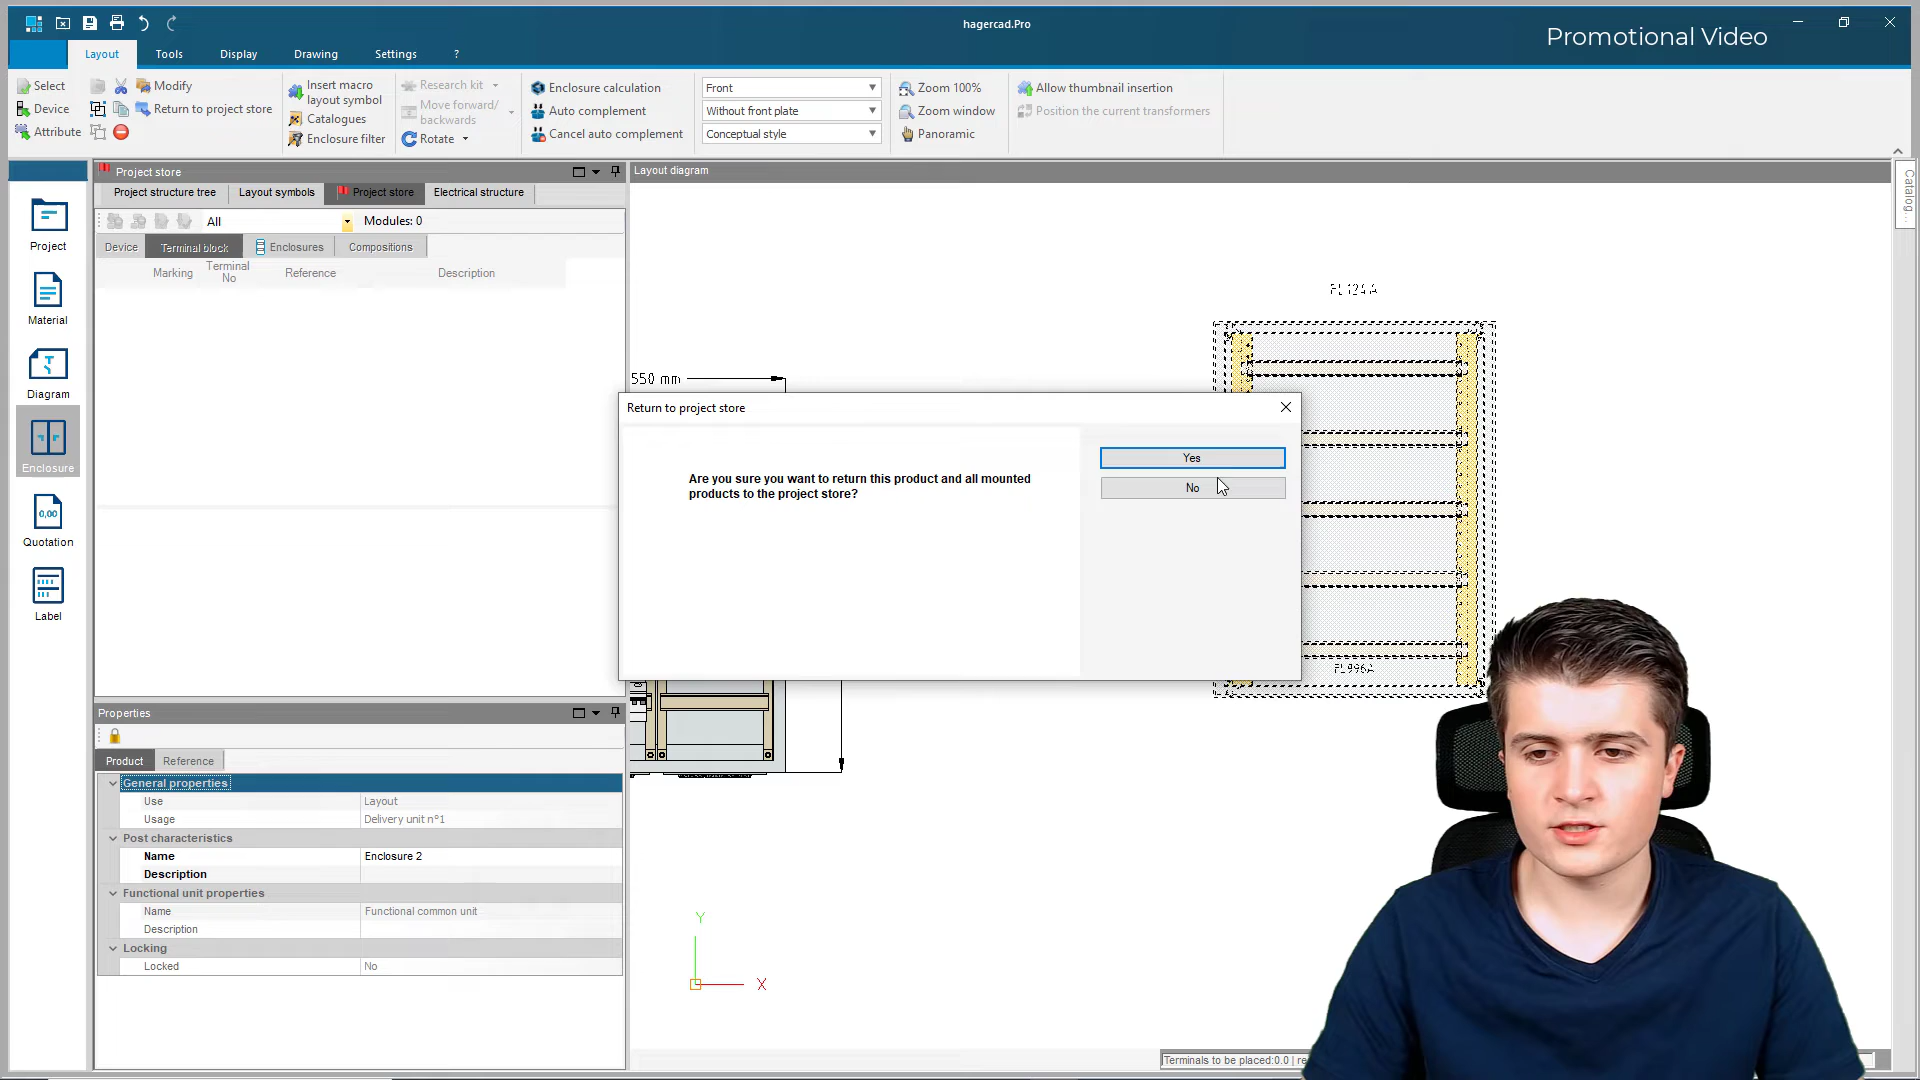 hagercad.Pro
Promotional Video
Layout
Tools
Display
Drawing
Settings
?
Select
Device
Attribute
Modify
Return to project store
Insert macro
layout symbol
Catalogues
Enclosure filter
Research kit
Move forward/
backwards
Rotate
Enclosure calculation
Auto complement
Cancel auto complement
Front
Without front plate
Conceptual style
Zoom 100%
Zoom window
Panoramic
Allow thumbnail insertion
Position the current transformers
Project
Material
Diagram
Enclosure
Quotation
0,00
Label
Project store
Project structure tree
Layout symbols
Project store
Electrical structure
All
Modules: 0
Device
Terminal block
Enclosures
Compositions
Marking
Terminal
No
Reference
Description
Layout diagram
Catalog...
550 mm
FL124A
FL996A
Return to project store
Are you sure you want to return this product and all mounted
products to the project store?
Yes
No
Properties
Product
Reference
General properties
Use
Layout
Usage
Delivery unit n°1
Post characteristics
Name
Enclosure 2
Description
Functional unit properties
Name
Functional common unit
Description
Locking
Locked
No
Y
X
Terminals to be placed:0.0 | re